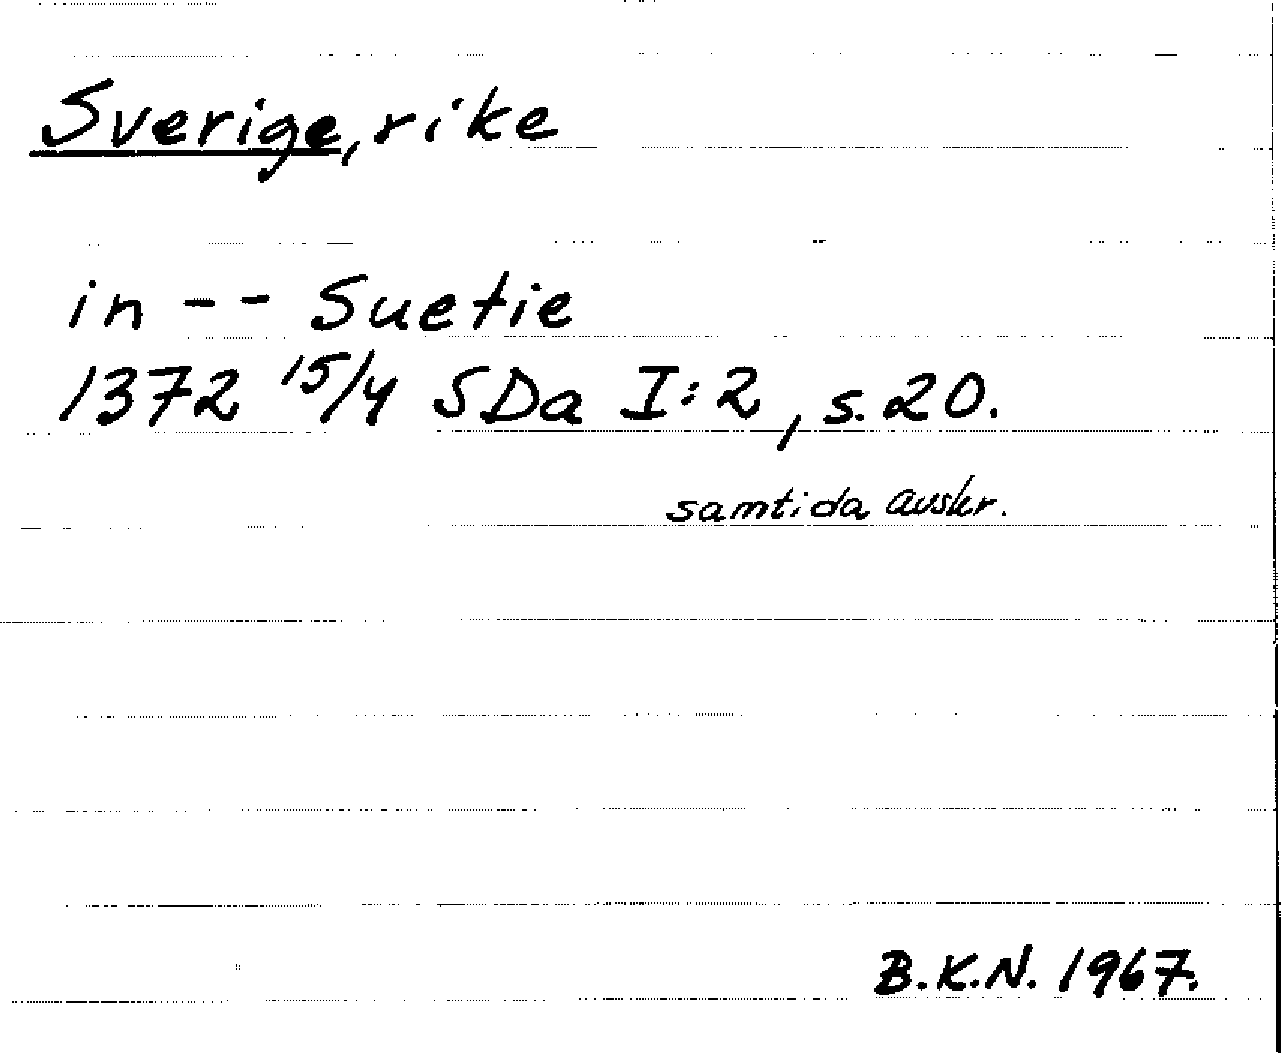 Sverige, rike
in -- Suetie
1372 15/4 SDa I:2, s. 20.
samtida avskr.
B.K.N. 1967.